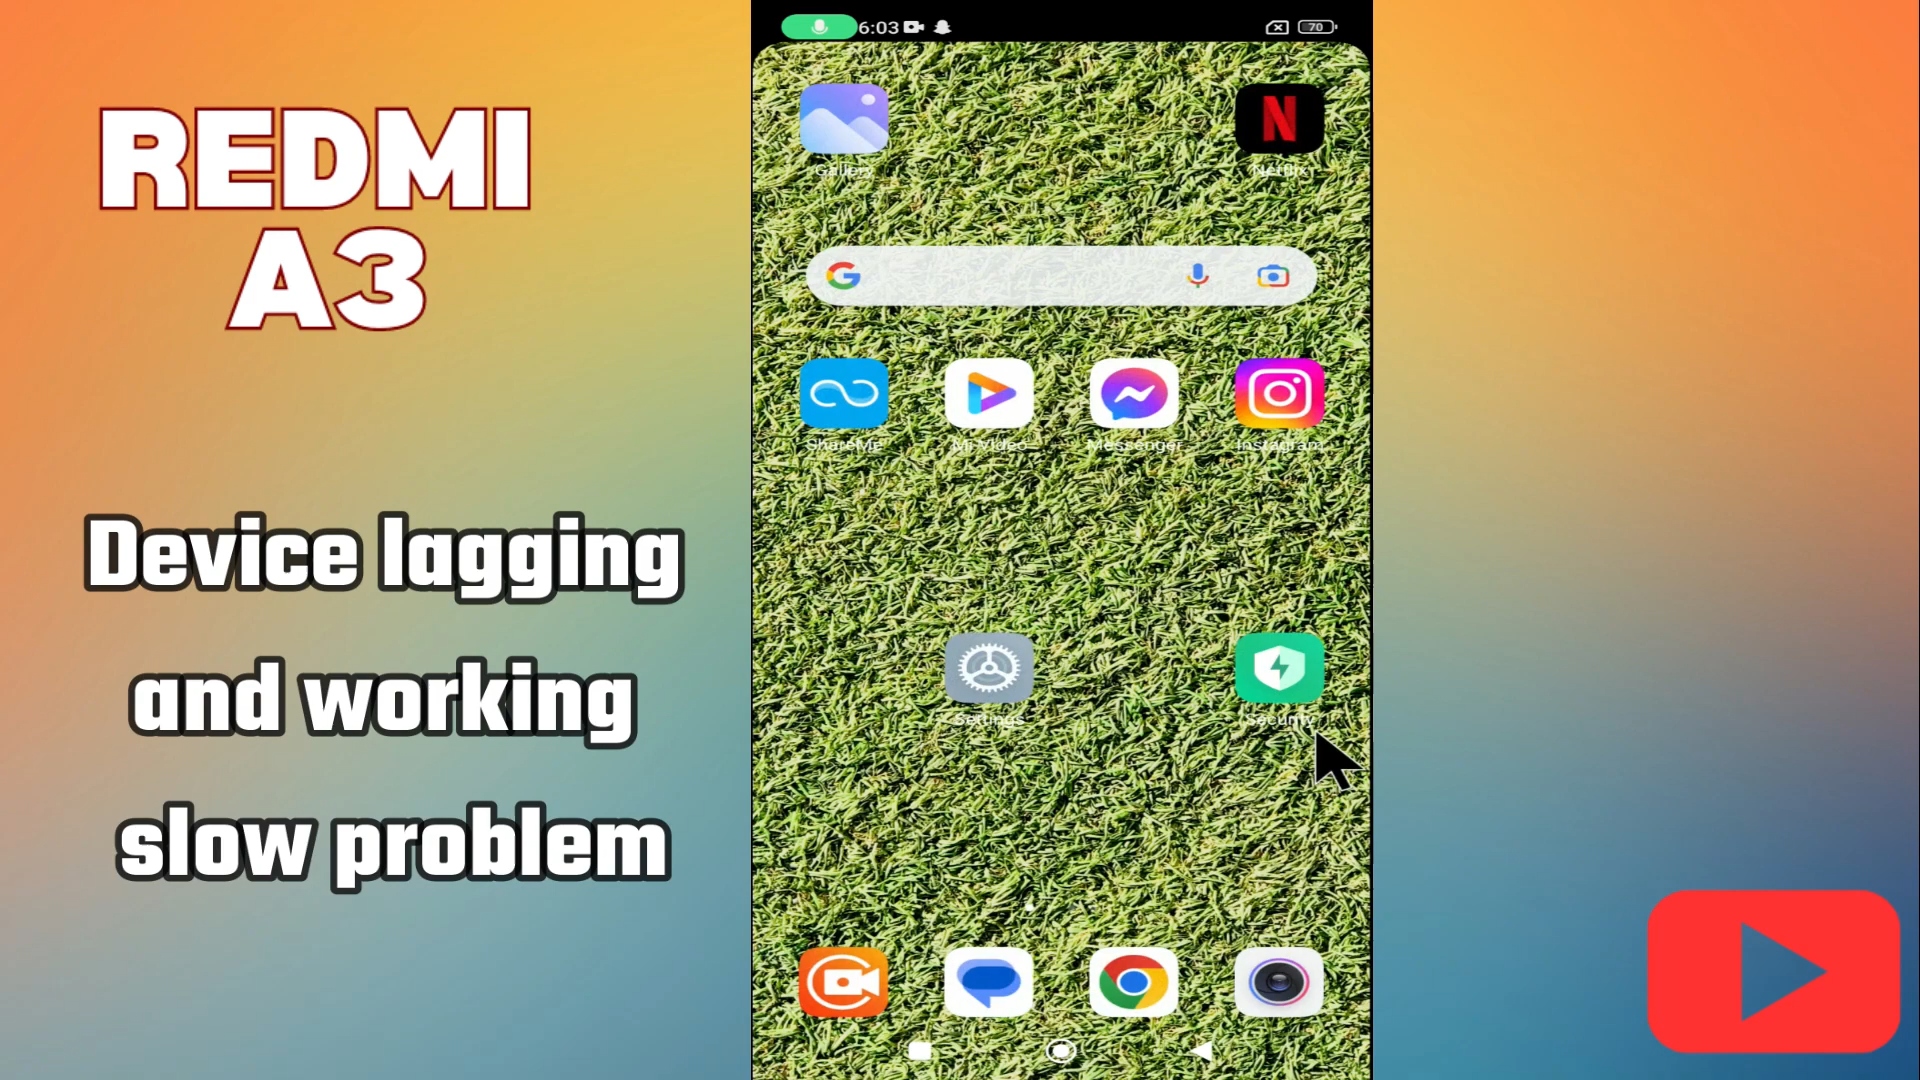 REDMI
A3
Device lagging
and working
slow problem
6:03
70
Gallery
Netflix
ShareMe
Mi Video
Messenger
Instagram
Settings
Security